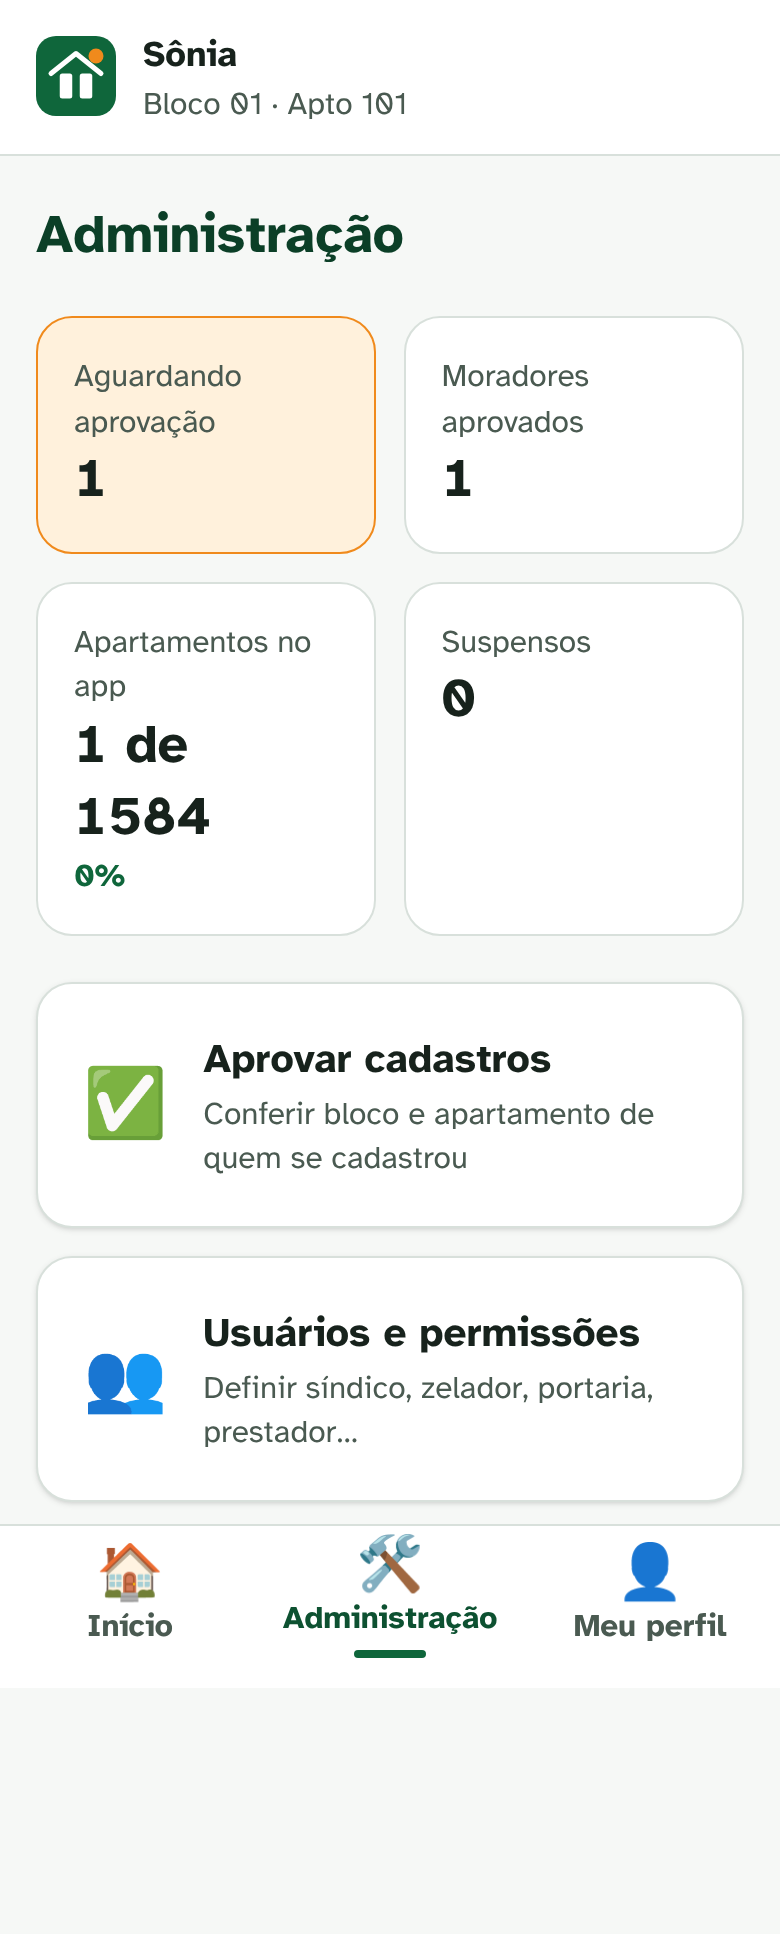 Sônia
Bloco 01 · Apto 101
Administração
Aguardando
aprovação
1
Moradores
aprovados
1
Apartamentos no
app
1 de
1584
0%
Suspensos
0
Aprovar cadastros
Conferir bloco e apartamento de
quem se cadastrou
Usuários e permissões
Definir síndico, zelador, portaria,
prestador...
Início
Administração
Meu perfil